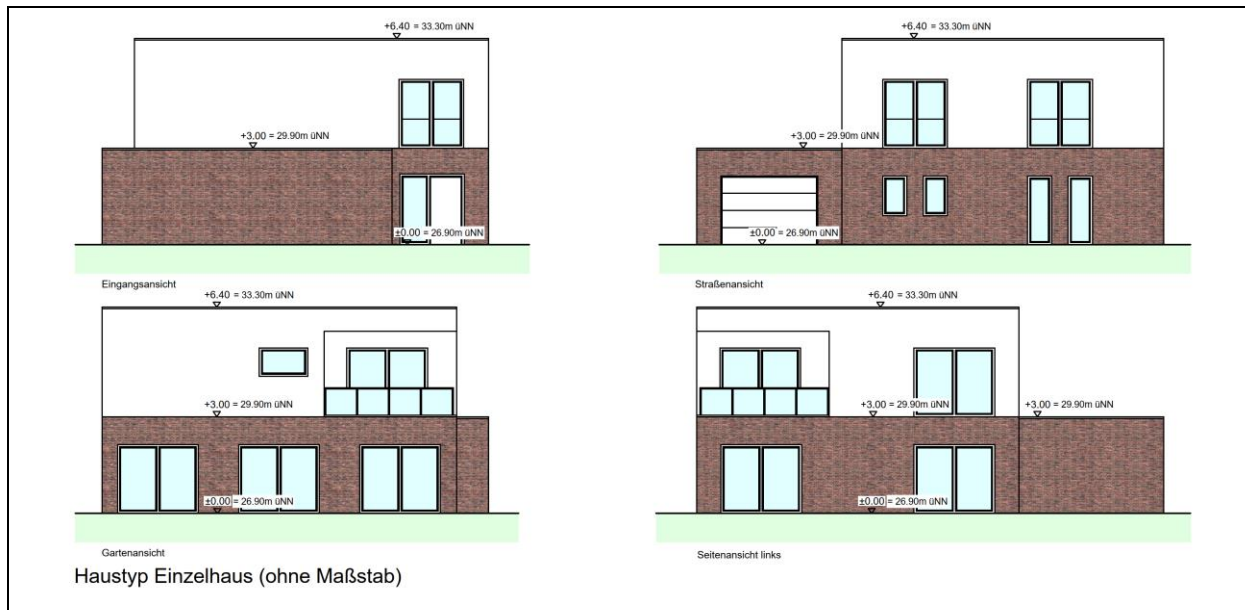 +6.40 = 33.30m üNN
+3.00 = 29.90m üNN
±0.00 = 26.90m üNN
Eingangsansicht
+6.40 = 33.30m üNN
+3.00 = 29.90m üNN
±0.00 = 26.90m üNN
Straßenansicht
+6.40 = 33.30m üNN
+3.00 = 29.90m üNN
±0.00 = 26.90m üNN
Gartenansicht
+6.40 = 33.30m üNN
+3.00 = 29.90m üNN
+3.00 = 29.90m üNN
±0.00 = 26.90m üNN
Seitenansicht links
Haustyp Einzelhaus (ohne Maßstab)